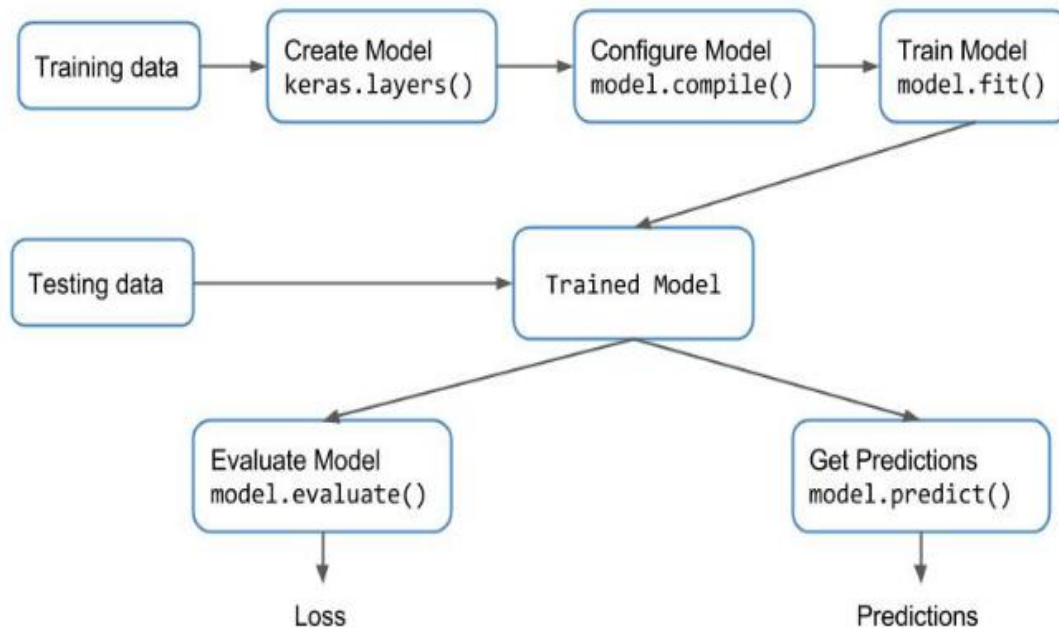 Training data
Create Model
keras.layers()
Configure Model
model.compile()
Train Model
model.fit()
Testing data
Trained Model
Evaluate Model
model.evaluate()
Get Predictions
model.predict()
Loss
Predictions